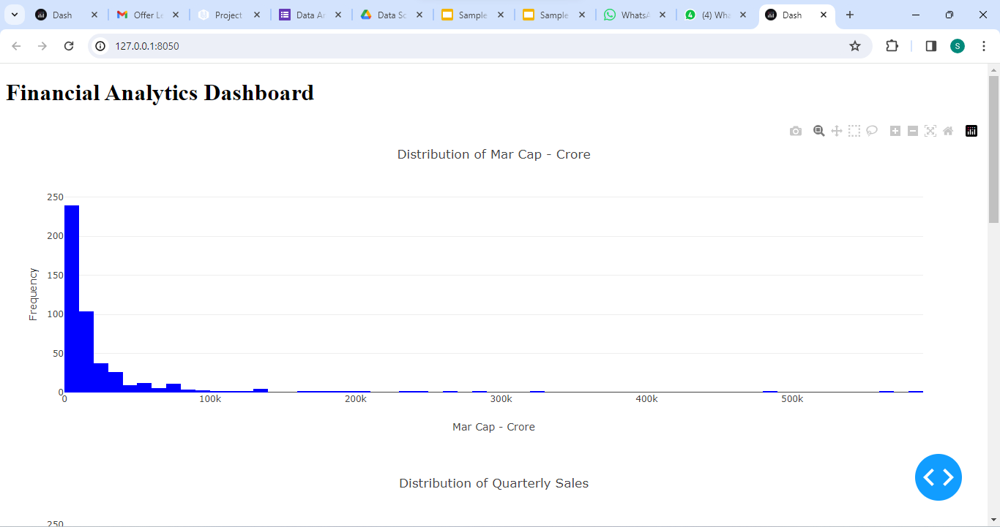 Dash Offer Le Project Data Ar Data Sc Sample Sample WhatsA (4) Wha Dash
127.0.0.1:8050 S
Financial Analytics Dashboard
Distribution of Mar Cap - Crore
250
200
150
100
50
0
Frequency
0 100k 200k 300k 400k 500k
Mar Cap - Crore
Distribution of Quarterly Sales
250